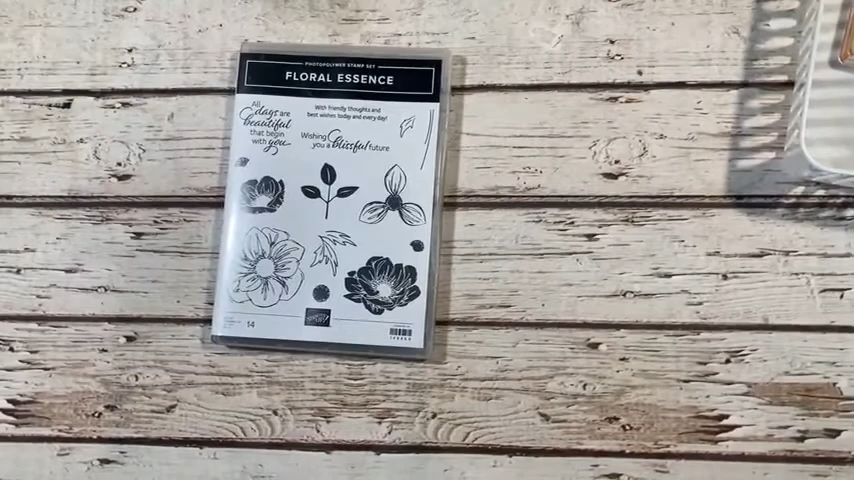 PHOTOPOLYMER STAMP SET
FLORAL ESSENCE
All
days are
beautiful
that begin
with you
With friendly thoughts and
best wishes today and every day!
Wishing
you a blissful future
14